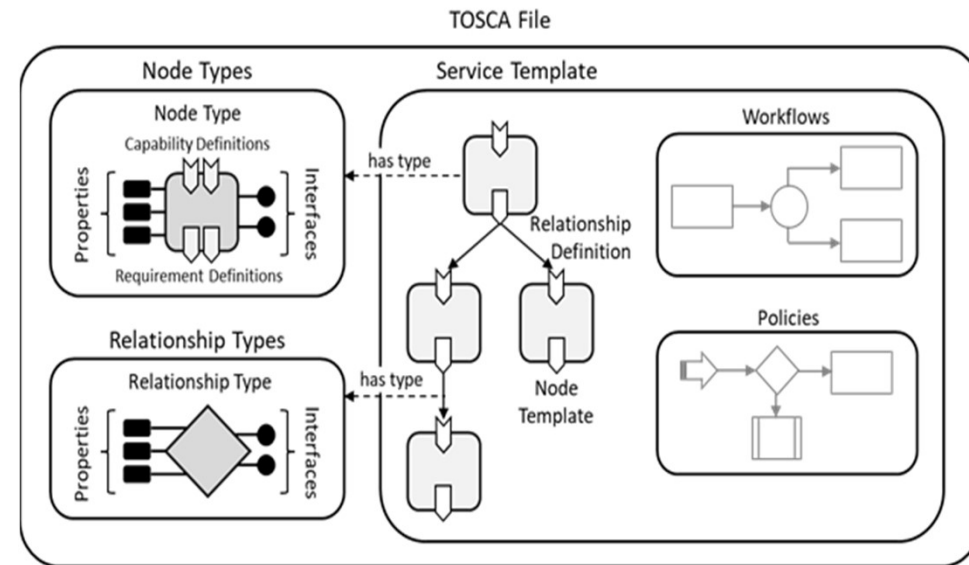 TOSCA File
Node Types
Node Type
Capability Definitions
Properties
Interfaces
Requirement Definitions
Relationship Types
Relationship Type
Properties
Interfaces
Service Template
has type
Relationship
Definition
has type
Node
Template
Workflows
Policies